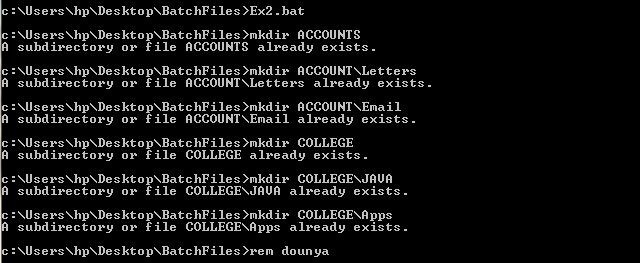 c:\Users\hp\Desktop\BatchFiles>Ex2.bat
c:\Users\hp\Desktop\BatchFiles>mkdir ACCOUNTS
A subdirectory or file ACCOUNTS already exists.
c:\Users\hp\Desktop\BatchFiles>mkdir ACCOUNT\Letters
A subdirectory or file ACCOUNT\Letters already exists.
c:\Users\hp\Desktop\BatchFiles>mkdir ACCOUNT\Email
A subdirectory or file ACCOUNT\Email already exists.
c:\Users\hp\Desktop\BatchFiles>mkdir COLLEGE
A subdirectory or file COLLEGE already exists.
c:\Users\hp\Desktop\BatchFiles>mkdir COLLEGE\JAVA
A subdirectory or file COLLEGE\JAVA already exists.
c:\Users\hp\Desktop\BatchFiles>mkdir COLLEGE\Apps
A subdirectory or file COLLEGE\Apps already exists.
c:\Users\hp\Desktop\BatchFiles>rem dounya